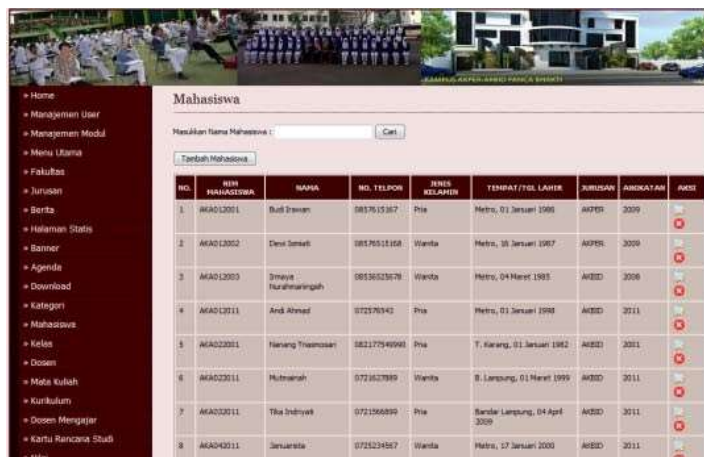 KAMPUS AKPER-AKBID PANCA BHAKTI
» Home
» Manajemen User
» Manajemen Modul
» Menu Utama
» Fakultas
» Jurusan
» Berita
» Halaman Statis
» Banner
» Agenda
» Download
» Kategori
» Mahasiswa
» Kelas
» Dosen
» Mata Kuliah
» Kurikulum
» Dosen Mengajar
» Kartu Rencana Studi
Mahasiswa
Masukkan Nama Mahasiswa : Cari
Tambah Mahasiswa
NO. NIM MAHASISWA NAMA NO. TELPON JENIS KELAMIN TEMPAT/TGL LAHIR JURUSAN ANGKATAN AKSI
1 AKA012001 Budi Irawan 0857615167 Pria Metro, 01 Januari 1986 AKPER 2009
2 AKA012002 Dewi 08576515168 Wanita Metro, 18 Januari 1987 AKPER 2009
3 AKA012003 08536525678 Wanita Metro, 04 Maret 1985 AKBID 2008
4 AKA012011 Andi Ahmad 072576543 Pria Metro, 01 Januari 1998 AKBID 2011
5 AKA022001 Nanang 082177549990 Pria T. Karang, 01 Januari 1982 AKBID 2001
6 AKA022011 Mutmainah 0721627889 Wanita B. Lampung, 01 Maret 1999 AKBID 2011
7 AKA032011 Tika Indriyati 0721566899 Pria Bandar Lampung, 04 April 2009 AKBID 2011
8 AKA042011 Januarsita 0725234567 Wanita Metro, 17 Januari 2000 AKBID 2011